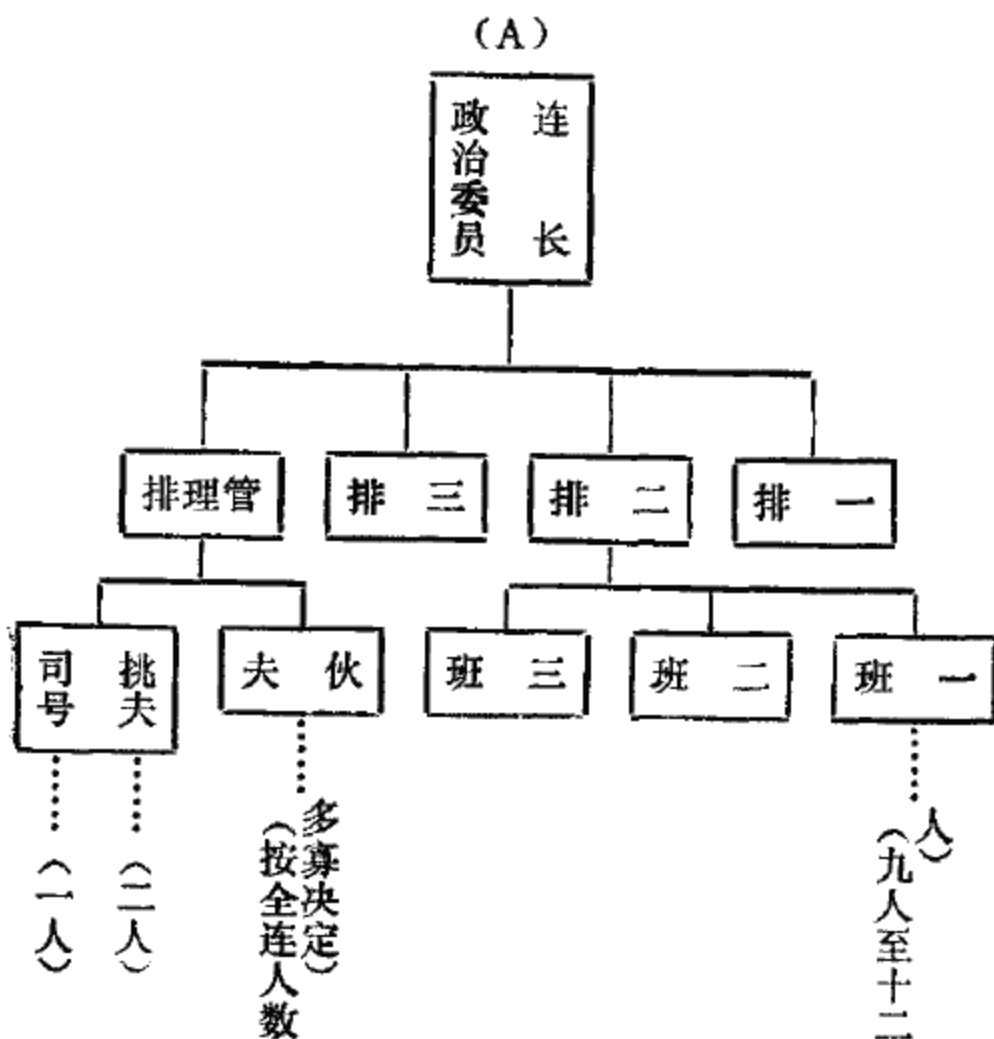 （A）
连长
政治委员
一排
二排
三排
管理排
一班
二班
三班
伙夫
挑夫
司号
（九人至十二
人）
（按全连人数
多寡决定）
（二人）
（一人）